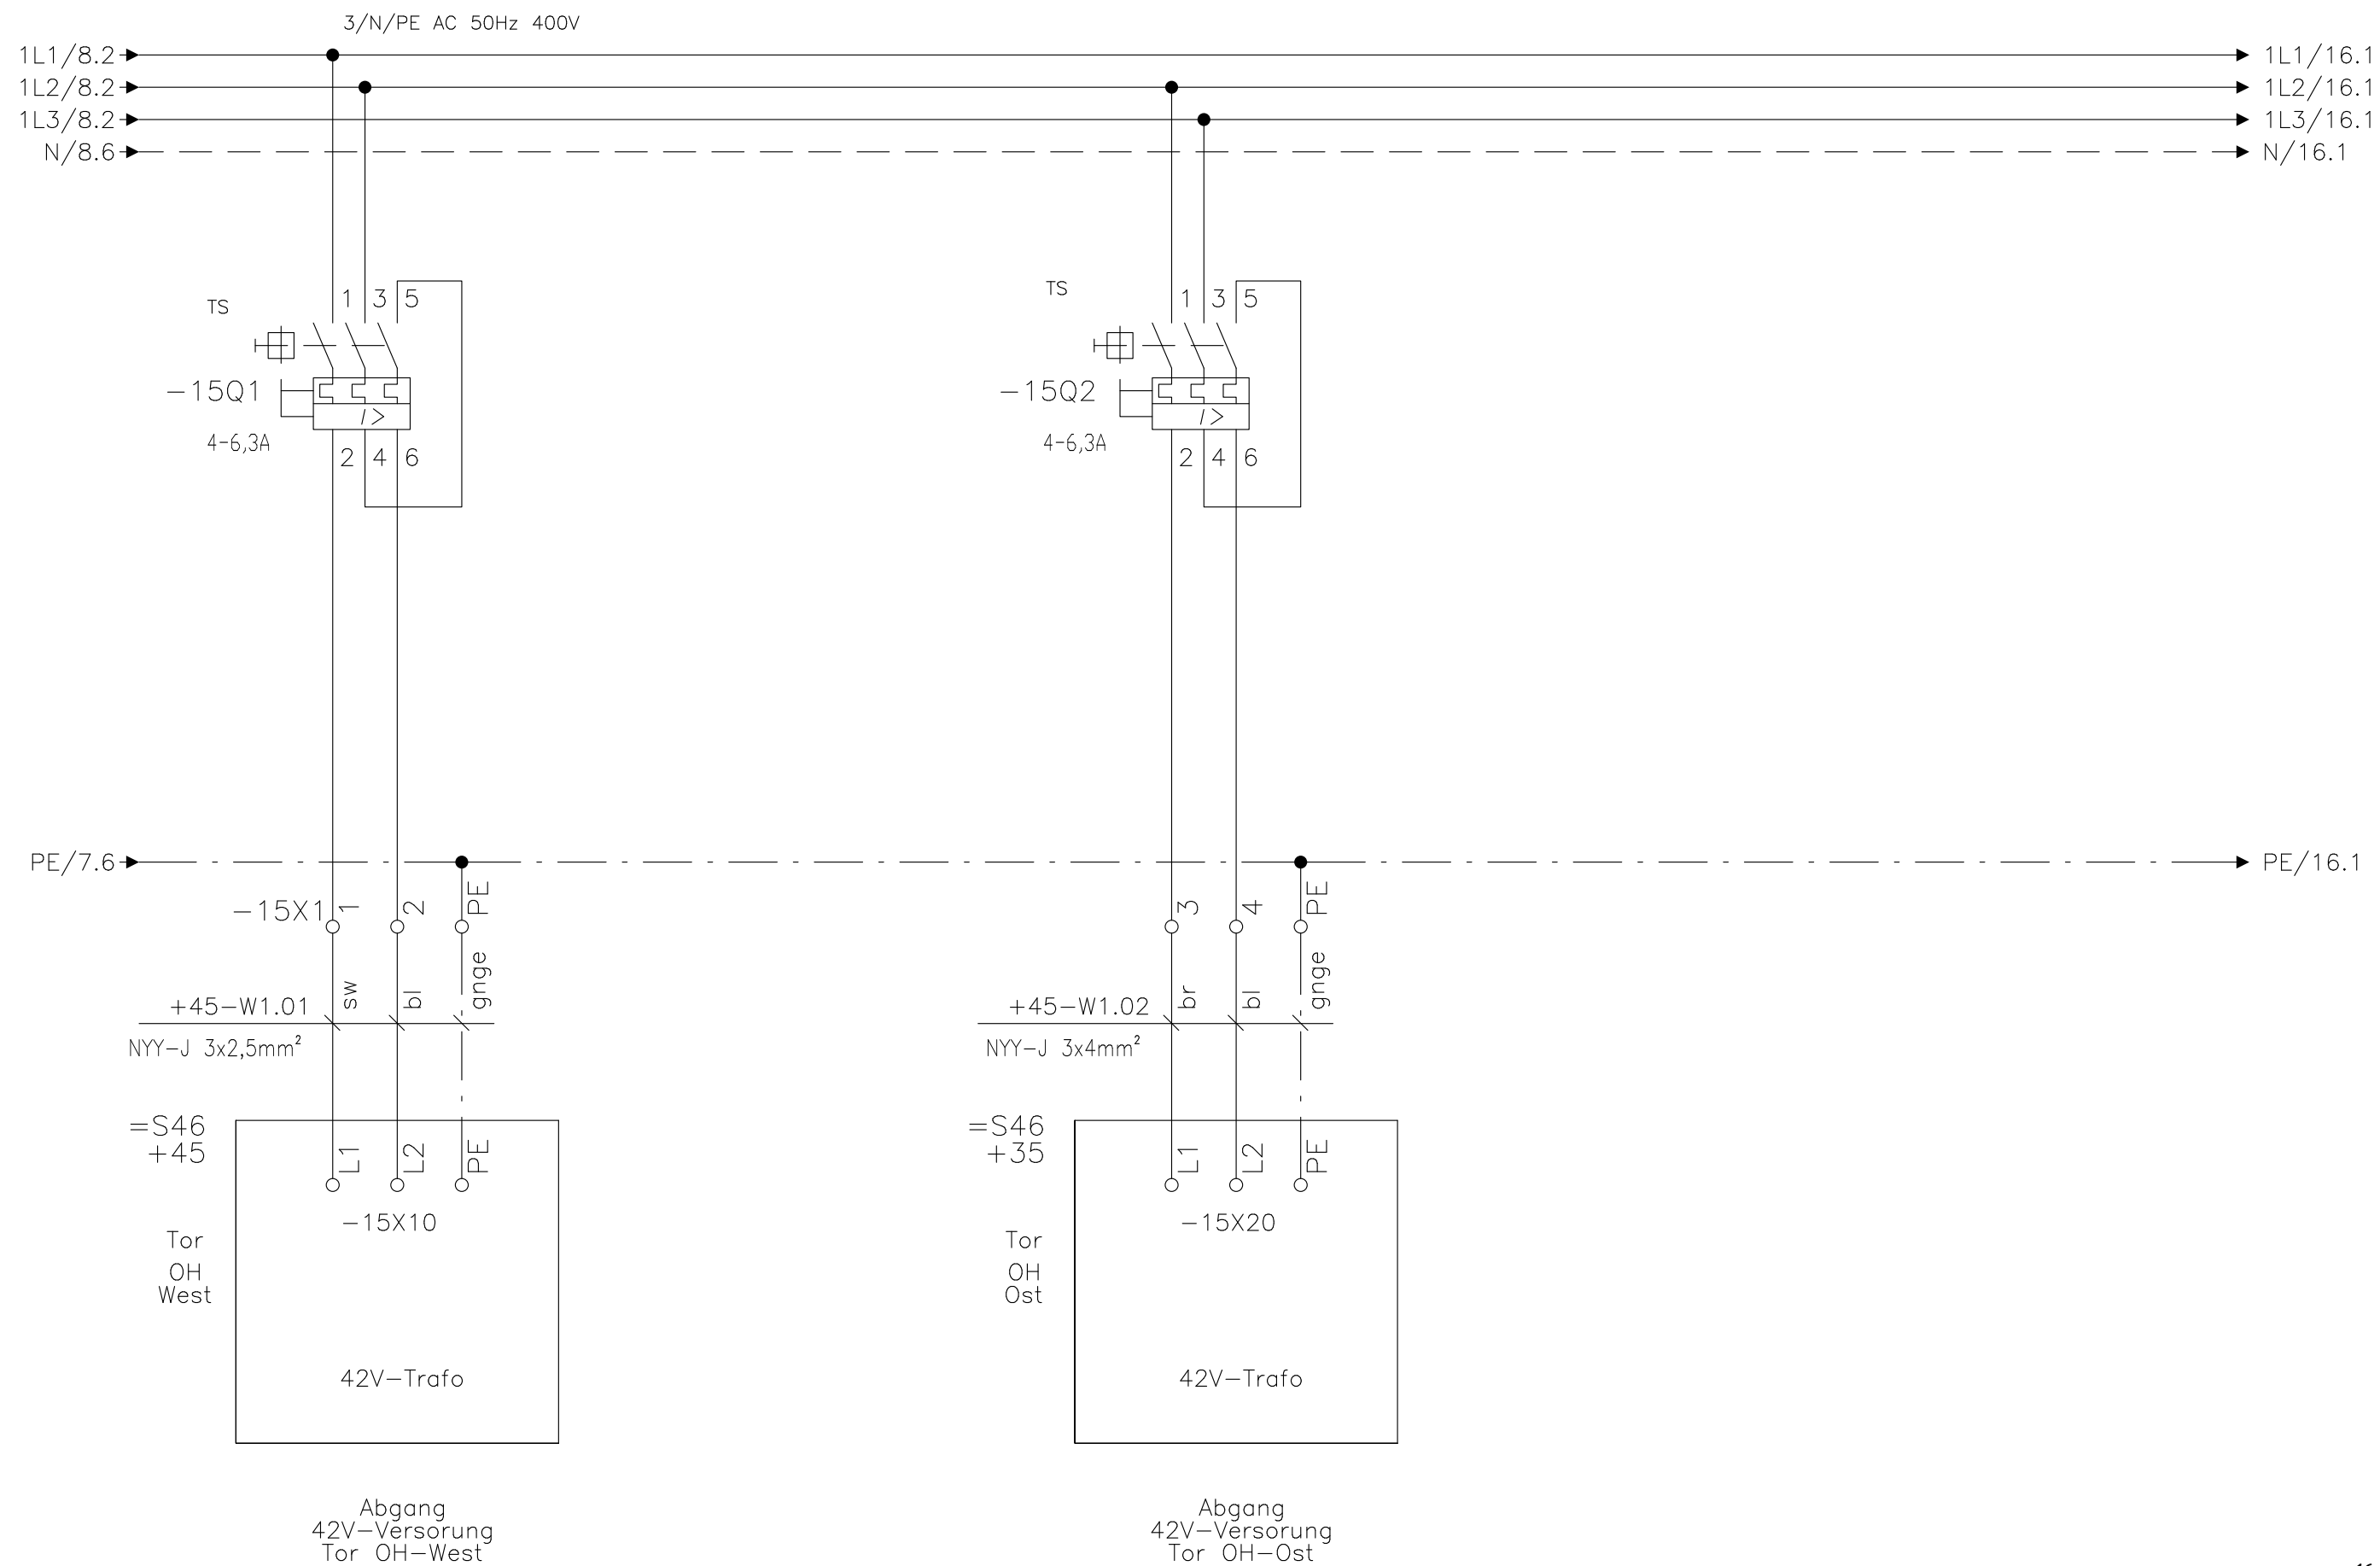 3/N/PE AC 50Hz 400V
1L1/8.2
1L1/16.1
1L2/8.2
1L2/16.1
1L3/8.2
1L3/16.1
N/8.6
N/16.1
TS
1 3 5
-15Q1
I>
4-6,3A
2 4 6
TS
1 3 5
-15Q2
I>
4-6,3A
2 4 6
PE/7.6
PE/16.1
-15X1
1
2
PE
3
4
PE
sw
bl
gnge
br
bl
gnge
+45-W1.01
NYY-J 3x2,5mm²
+45-W1.02
NYY-J 3x4mm²
=S46
+45
L1
L2
PE
-15X10
Tor
OH
West
42V-Trafo
=S46
+35
L1
L2
PE
-15X20
Tor
OH
Ost
42V-Trafo
Abgang
42V-Versorung
Tor OH-West
Abgang
42V-Versorung
Tor OH-Ost